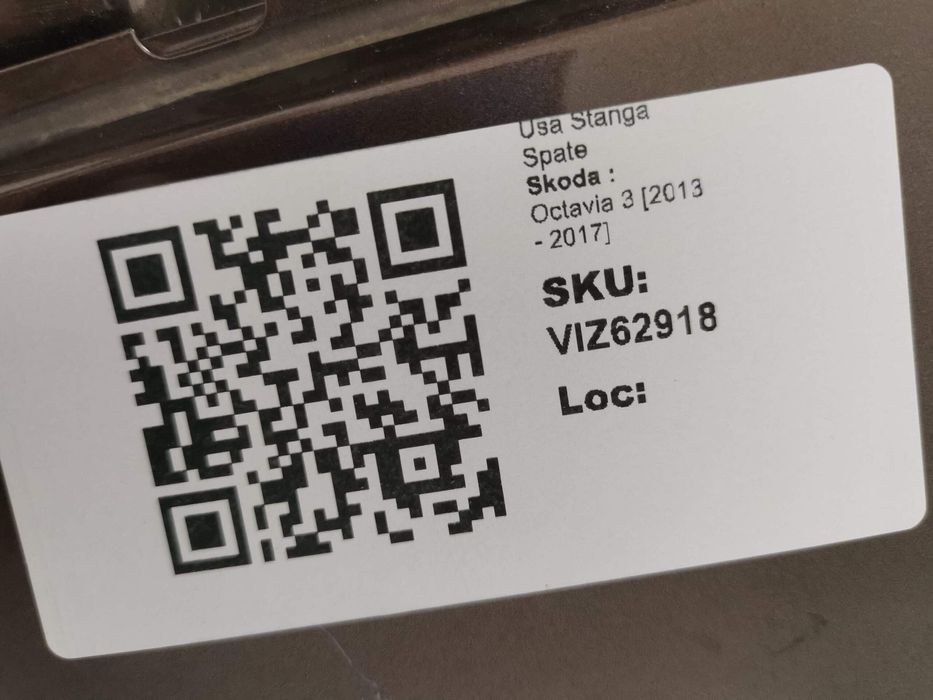 Usa Stanga
Spate
Skoda :
Octavia 3 [2013
- 2017]
SKU:
VIZ62918
Loc: